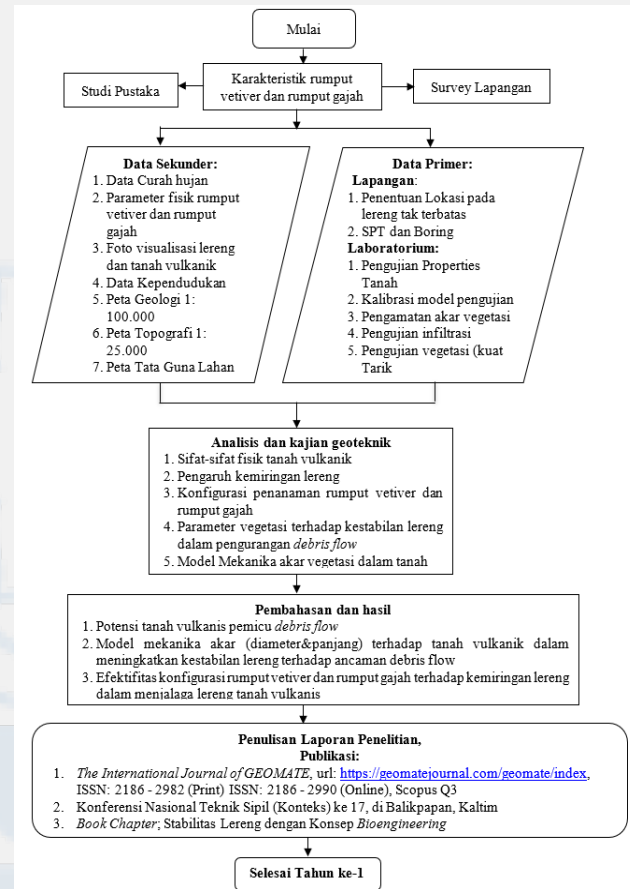 Mulai
Karakteristik rumput
vetiver dan rumput gajah
Studi Pustaka
Survey Lapangan
Data Sekunder:
1. Data Curah hujan
2. Parameter fisik rumput
vetiver dan rumput
gajah
3. Foto visualisasi lereng
dan tanah vulkanik
4. Data Kependudukan
5. Peta Geologi 1:
100.000
6. Peta Topografi 1:
25.000
7. Peta Tata Guna Lahan
Data Primer:
Lapangan:
1. Penentuan Lokasi pada
lereng tak terbatas
2. SPT dan Boring
Laboratorium:
1. Pengujian Properties
Tanah
2. Kalibrasi model pengujian
3. Pengamatan akar vegetasi
4. Pengujian infiltrasi
5. Pengujian vegetasi (kuat
Tarik
Analisis dan kajian geoteknik
1. Sifat-sifat fisik tanah vulkanik
2. Pengaruh kemiringan lereng
3. Konfigurasi penanaman rumput vetiver dan
rumput gajah
4. Parameter vegetasi terhadap kestabilan lereng
dalam pengurangan debris flow
5. Model Mekanika akar vegetasi dalam tanah
Pembahasan dan hasil
1. Potensi tanah vulkanis pemicu debris flow
2. Model mekanika akar (diameter&panjang) terhadap tanah vulkanik dalam
meningkatkan kestabilan lereng terhadap ancaman debris flow
3. Efektifitas konfigurasi rumput vetiver dan rumput gajah terhadap kemiringan lereng
dalam menjalaga lereng tanah vulkanis
Penulisan Laporan Penelitian,
Publikasi:
1. The International Journal of GEOMATE, url: https://geomatejournal.com/geomate/index,
ISSN: 2186 - 2982 (Print) ISSN: 2186 - 2990 (Online), Scopus Q3
2. Konferensi Nasional Teknik Sipil (Konteks) ke 17, di Balikpapan, Kaltim
3. Book Chapter; Stabilitas Lereng dengan Konsep Bioengineering
Selesai Tahun ke-1